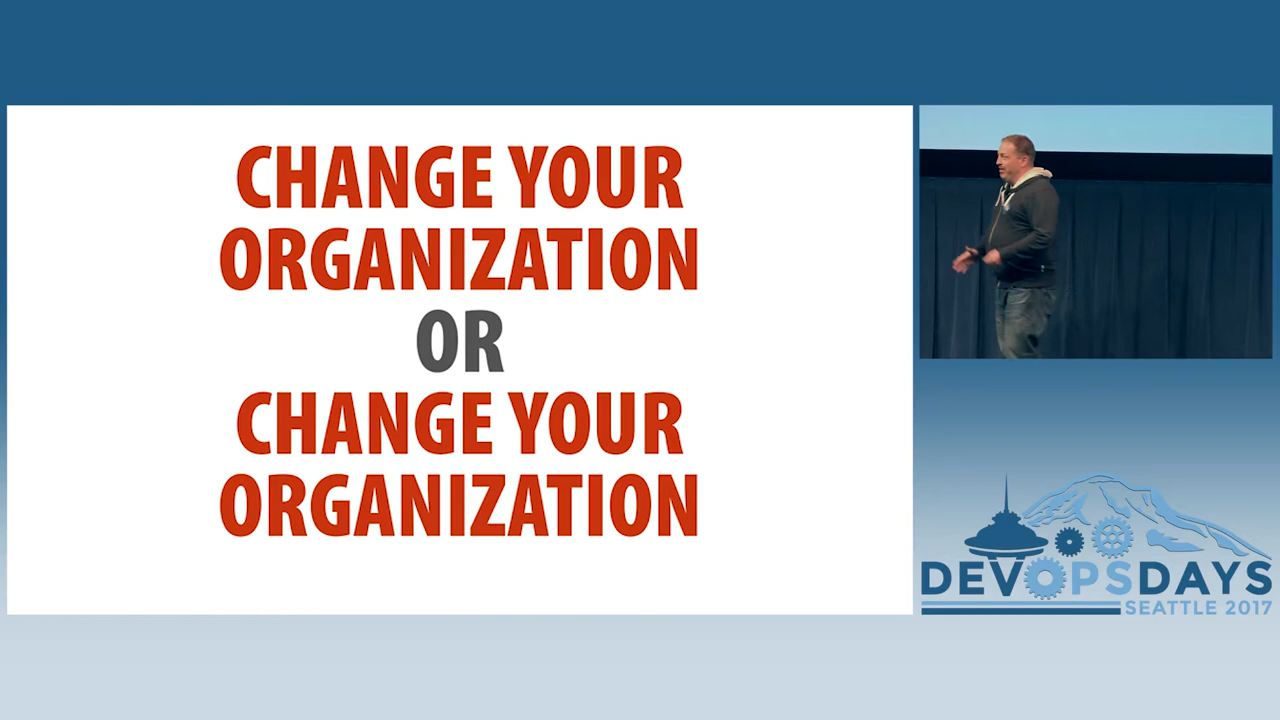 CHANGE YOUR
ORGANIZATION
OR
CHANGE YOUR
ORGANIZATION
DEVOPSDAYS
SEATTLE 2017